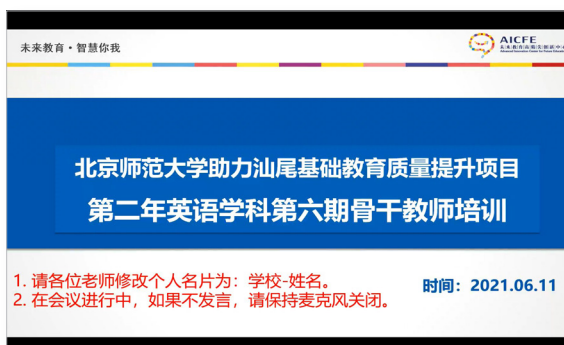 未来教育·智慧你我
AICFE
北京师范大学助力汕尾基础教育质量提升项目
第二年英语学科第六期骨干教师培训
1. 请各位老师修改个人名片为：学校-姓名。
2. 在会议进行中，如果不发言，请保持麦克风关闭。
时间：2021.06.11